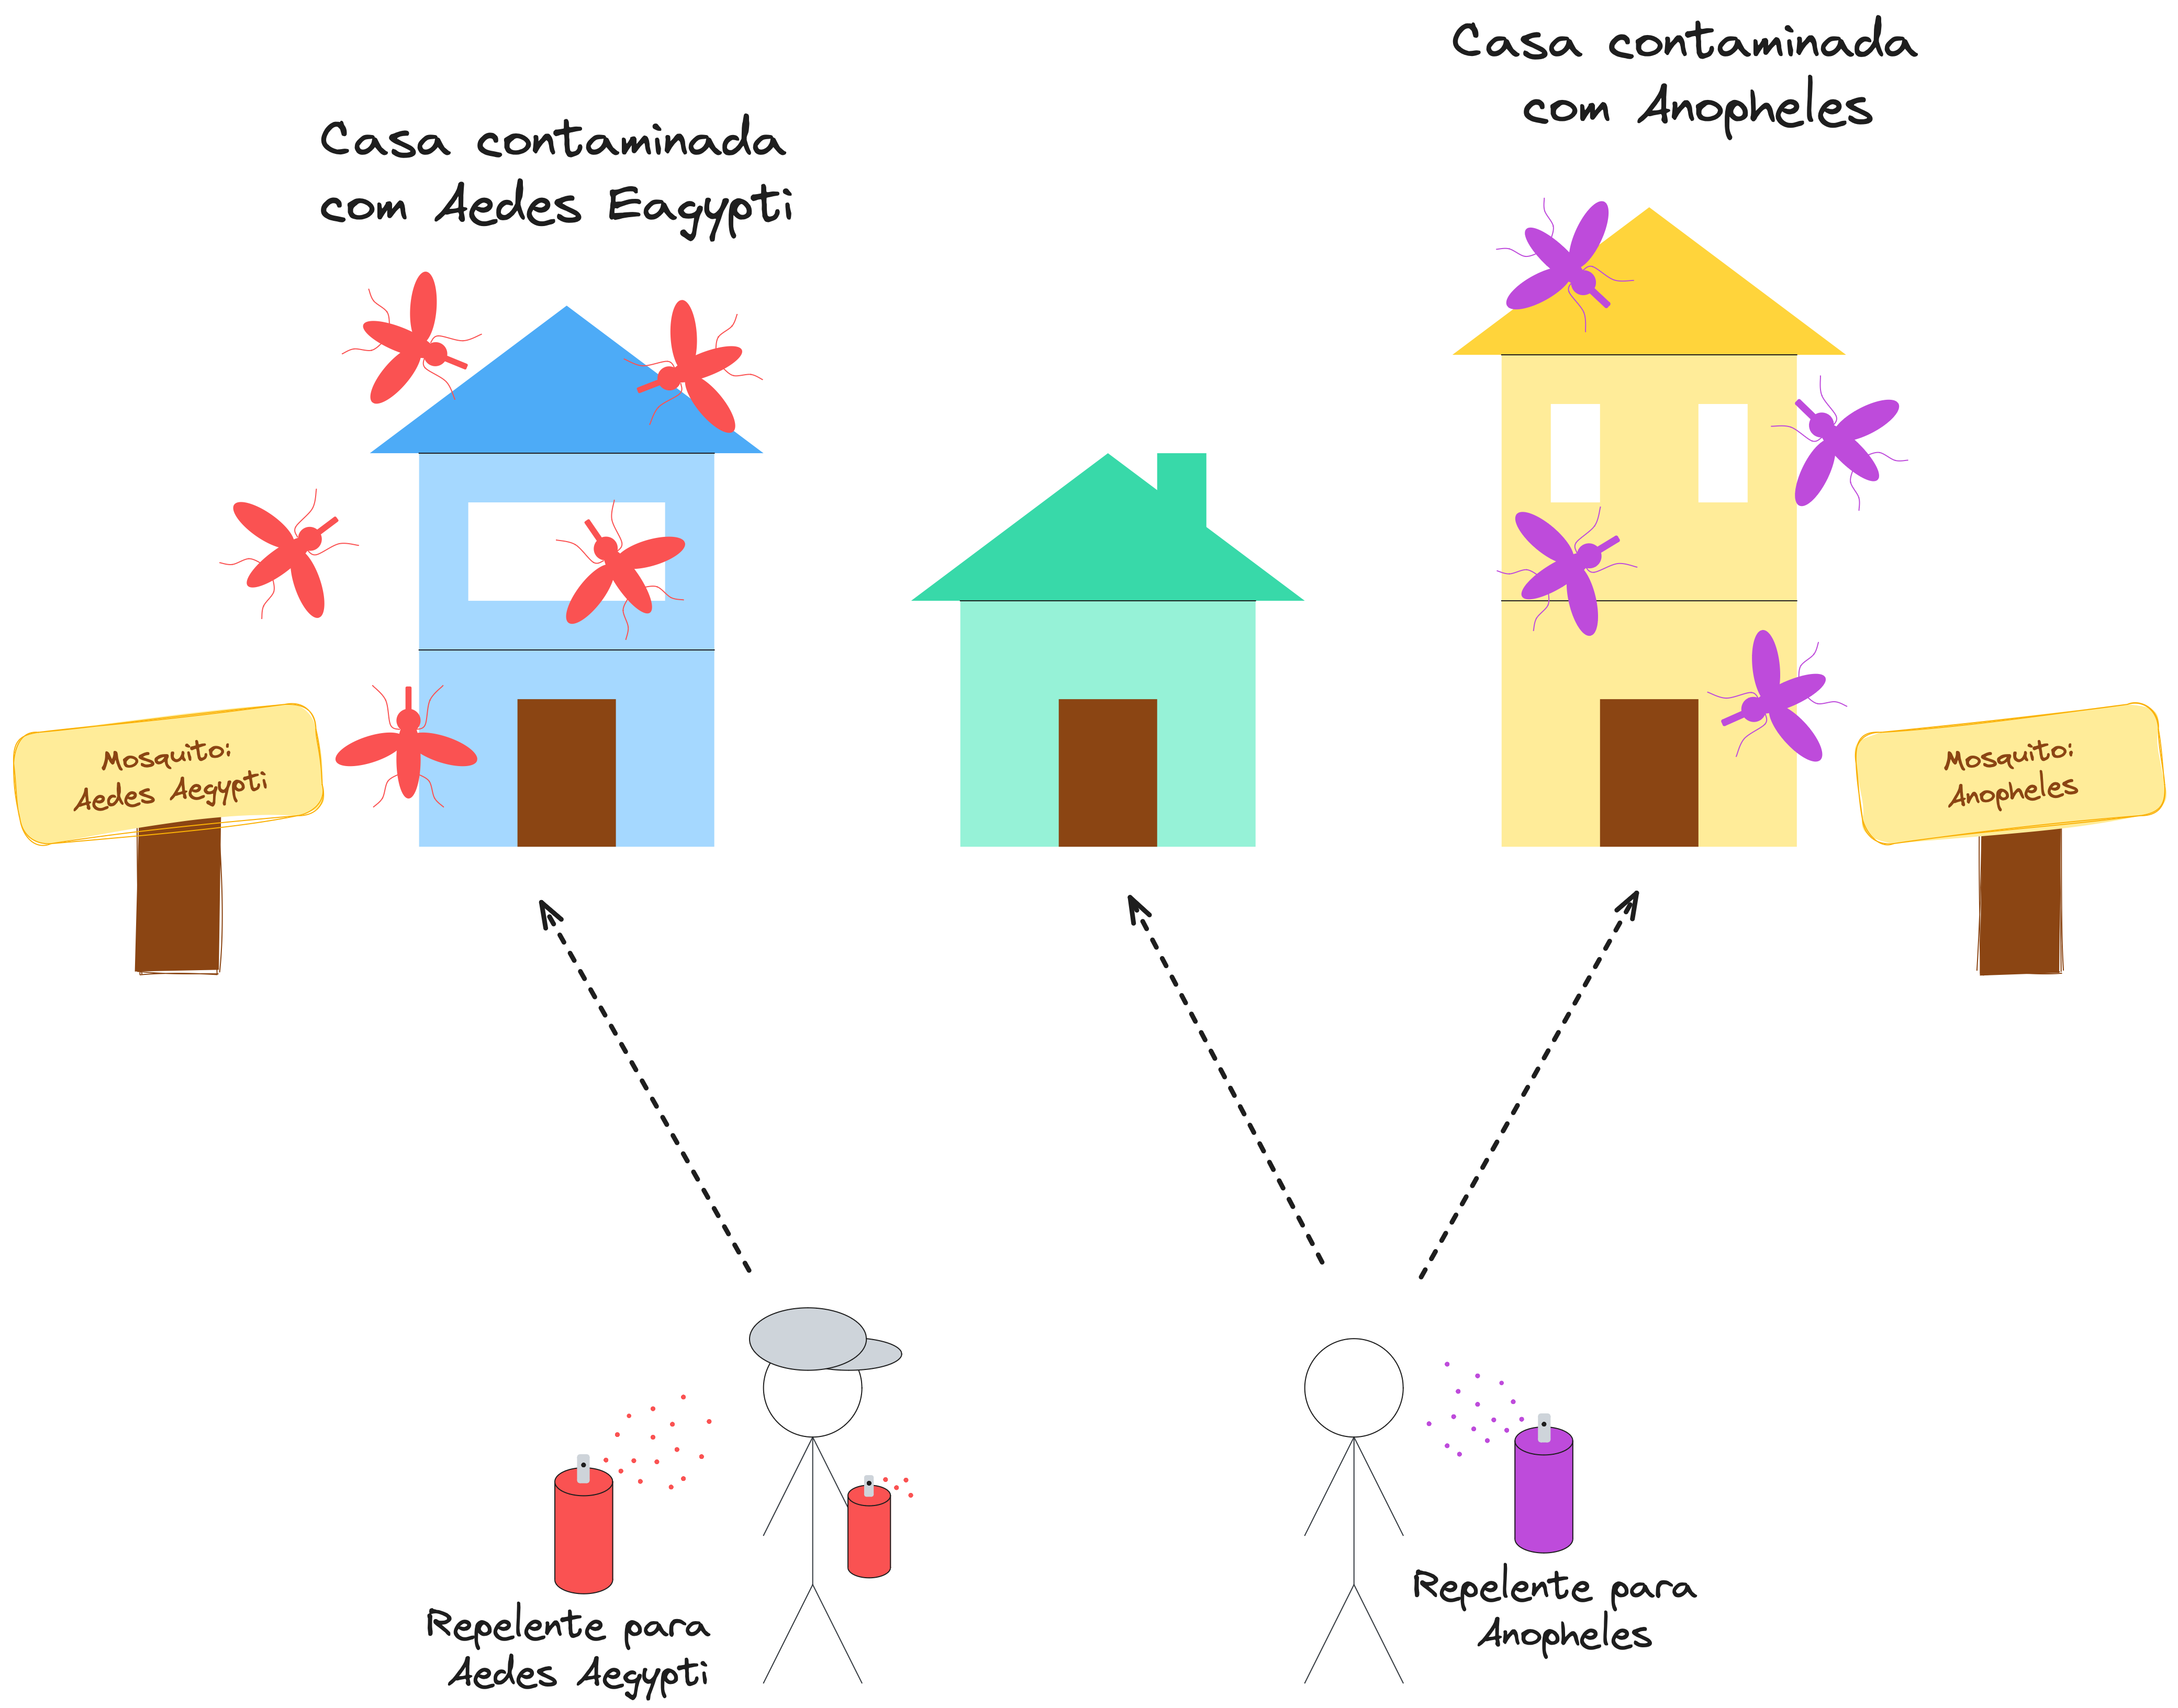 Casa contaminada
com Anopheles
Casa contaminada
com Aedes Eagypti
Mosquito:
Aedes Aegypti
Mosquito:
Anopheles
Repelente para
Aedes Aegypti
Repelente para
Anopheles